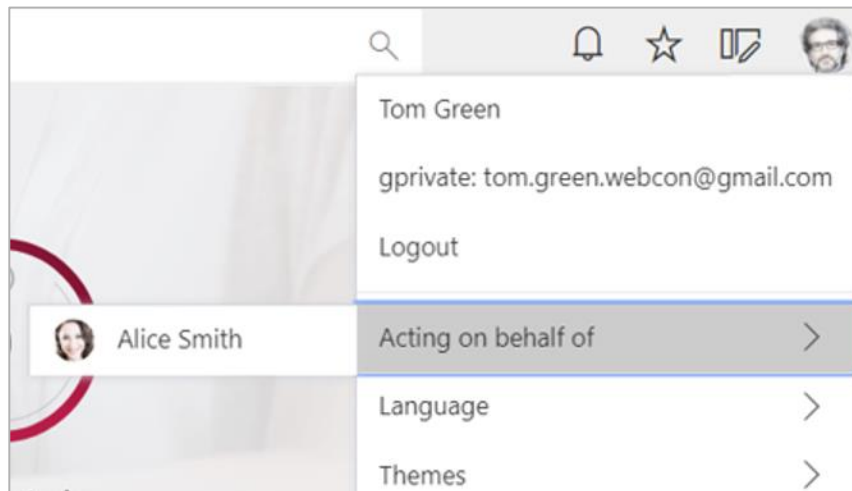 Tom Green
gprivate: tom.green.webcon@gmail.com
Logout
Alice Smith
Acting on behalf of
Language
Themes